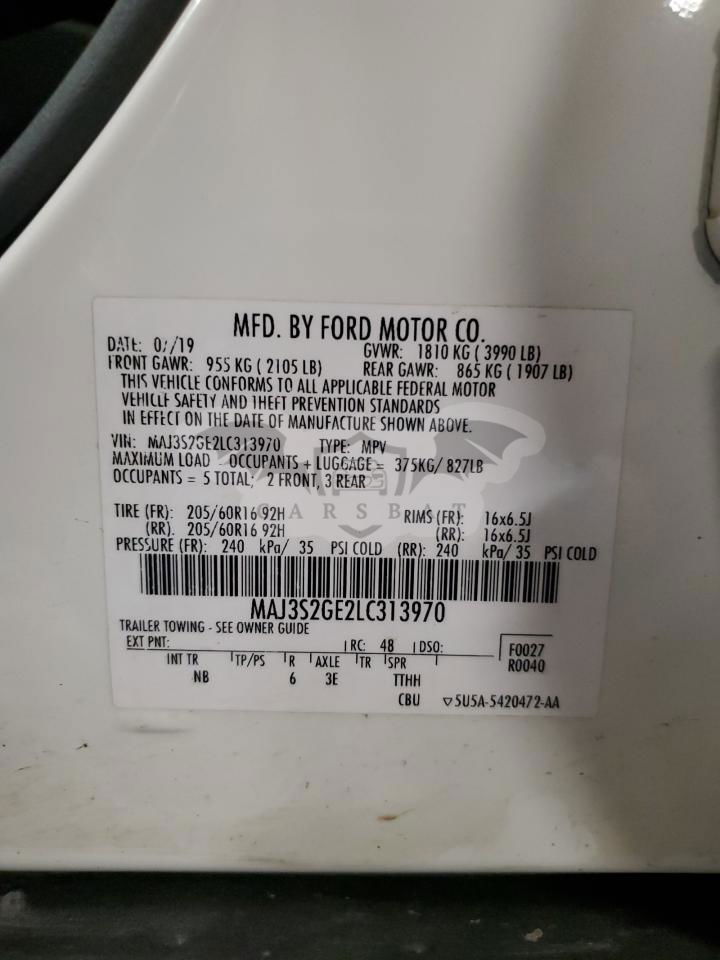 MFD. BY FORD MOTOR CO.
DATE: 07/19 GVWR: 1810 KG ( 3990 LB)
FRONT GAWR: 955 KG ( 2105 LB) REAR GAWR: 865 KG ( 1907 LB)
THIS VEHICLE CONFORMS TO ALL APPLICABLE FEDERAL MOTOR
VEHICLE SAFETY AND THEFT PREVENTION STANDARDS
IN EFFECT ON THE DATE OF MANUFACTURE SHOWN ABOVE.
VIN: MAJ3S2GE2LC313970 TYPE: MPV
MAXIMUM LOAD - OCCUPANTS + LUGGAGE = 375KG/ 827LB
OCCUPANTS = 5 TOTAL; 2 FRONT, 3 REAR
CARSBAT
TIRE (FR): 205/60R16 92H RIMS (FR): 16x6.5J
(RR): 205/60R16 92H (RR): 16x6.5J
PRESSURE (FR): 240 kPa/ 35 PSI COLD (RR): 240 kPa/ 35 PSI COLD
MAJ3S2GE2LC313970
TRAILER TOWING - SEE OWNER GUIDE
EXT PNT: RC: 48 DSO: F0027
R0040
INT TR TP/PS R AXLE TR SPR
NB 6 3E TTHH
CBU ▽5U5A-5420472-AA